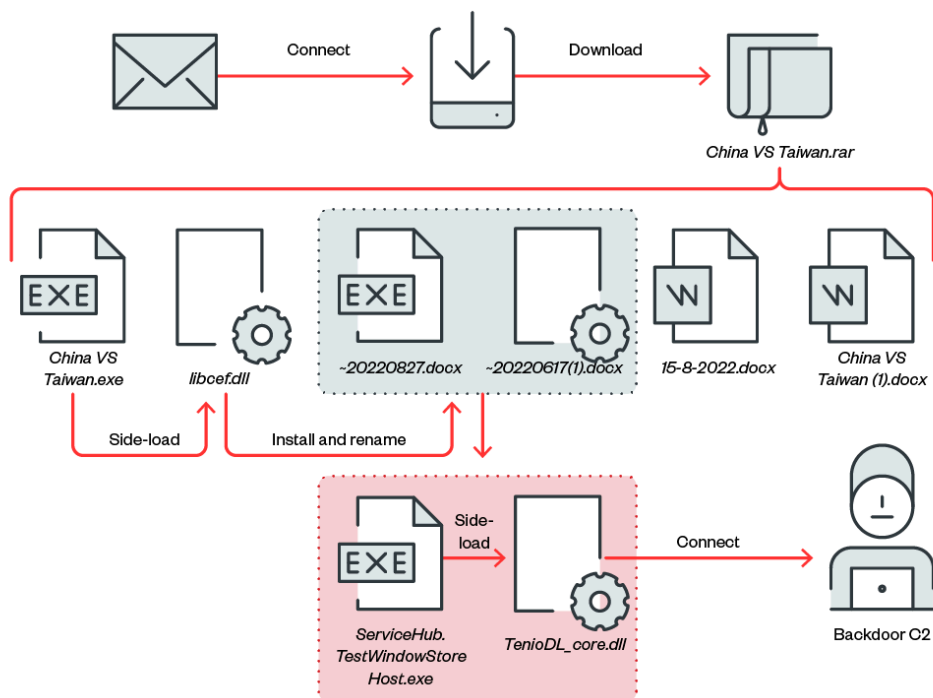 Connect
Download
China VS Taiwan.rar
EXE
EXE
W
W
China VS
Taiwan.exe
libcef.dll
~20220827.docx
~20220617(1).docx
15-8-2022.docx
China VS
Taiwan (1).docx
Side-load
Install and rename
EXE
Side-
load
Connect
ServiceHub.
TestWindowStore
Host.exe
TenioDL_core.dll
Backdoor C2